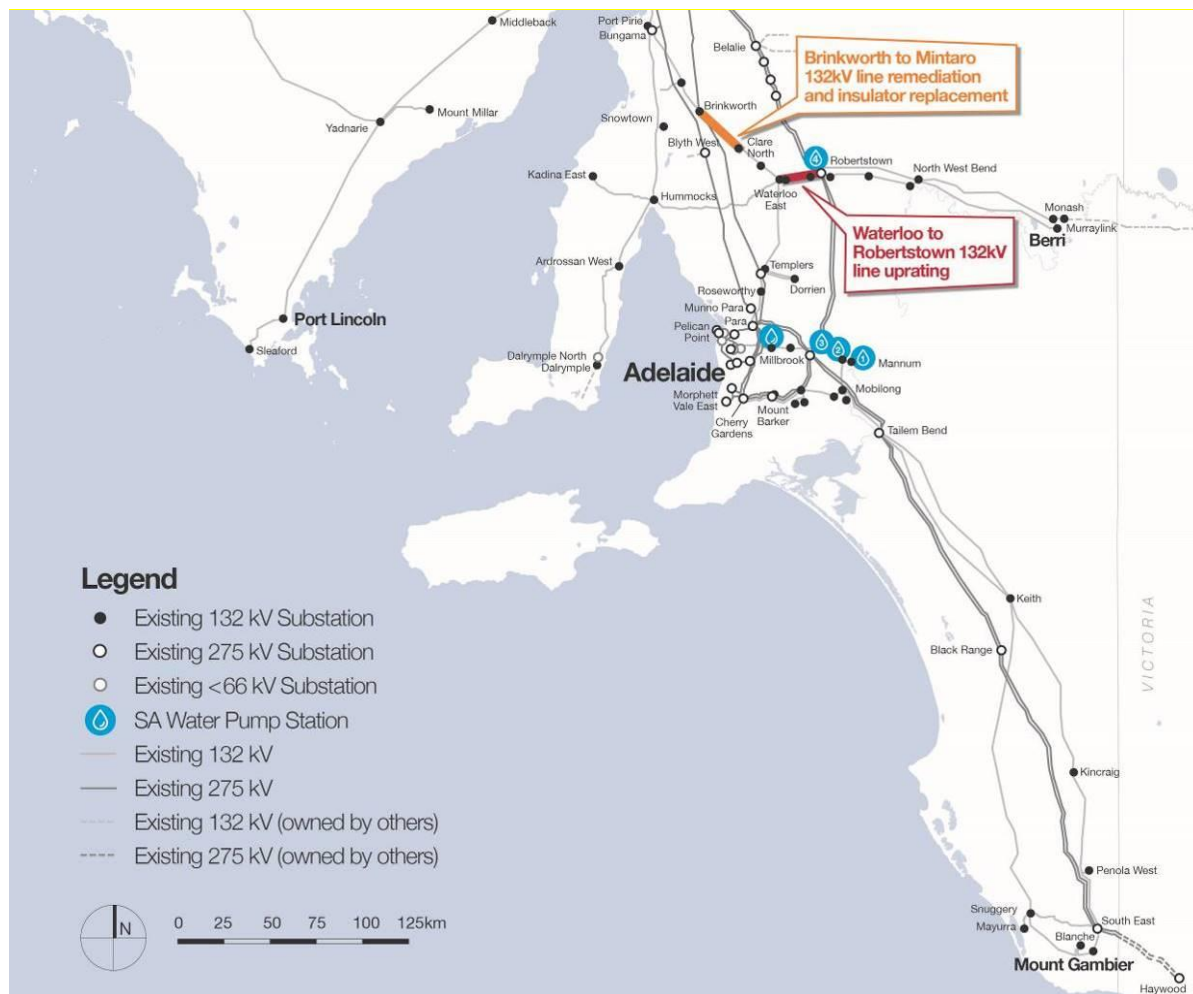 Port Pirie
Bungama
Middleback
Belalie
Brinkworth to Mintaro
132kV line remediation
and insulator replacement
Mount Millar
Yadnarie
Brinkworth
Snowtown
Blyth West
Clare
North
4
Robertstown
North West Bend
Kadina East
Waterloo
East
Hummocks
Monash
Murraylink
Berri
Waterloo to
Robertstown 132kV
line uprating
Ardrossan West
Templers
Dorrien
Roseworthy
Munno Para
Para
Pelican
Point
Port Lincoln
Sleaford
Dalrymple North
Dalrymple
Adelaide
Millbrook
3
2
1
Mannum
Mobilong
Morphett
Vale East
Cherry
Gardens
Mount
Barker
Tailem Bend
Keith
Black Range
VICTORIA
Kincraig
Penola West
Snuggery
Mayurra
South East
Blanche
Mount Gambier
Haywood
Legend
Existing 132 kV Substation
Existing 275 kV Substation
Existing <66 kV Substation
SA Water Pump Station
Existing 132 kV
Existing 275 kV
Existing 132 kV (owned by others)
Existing 275 kV (owned by others)
N
0 25 50 75 100 125km